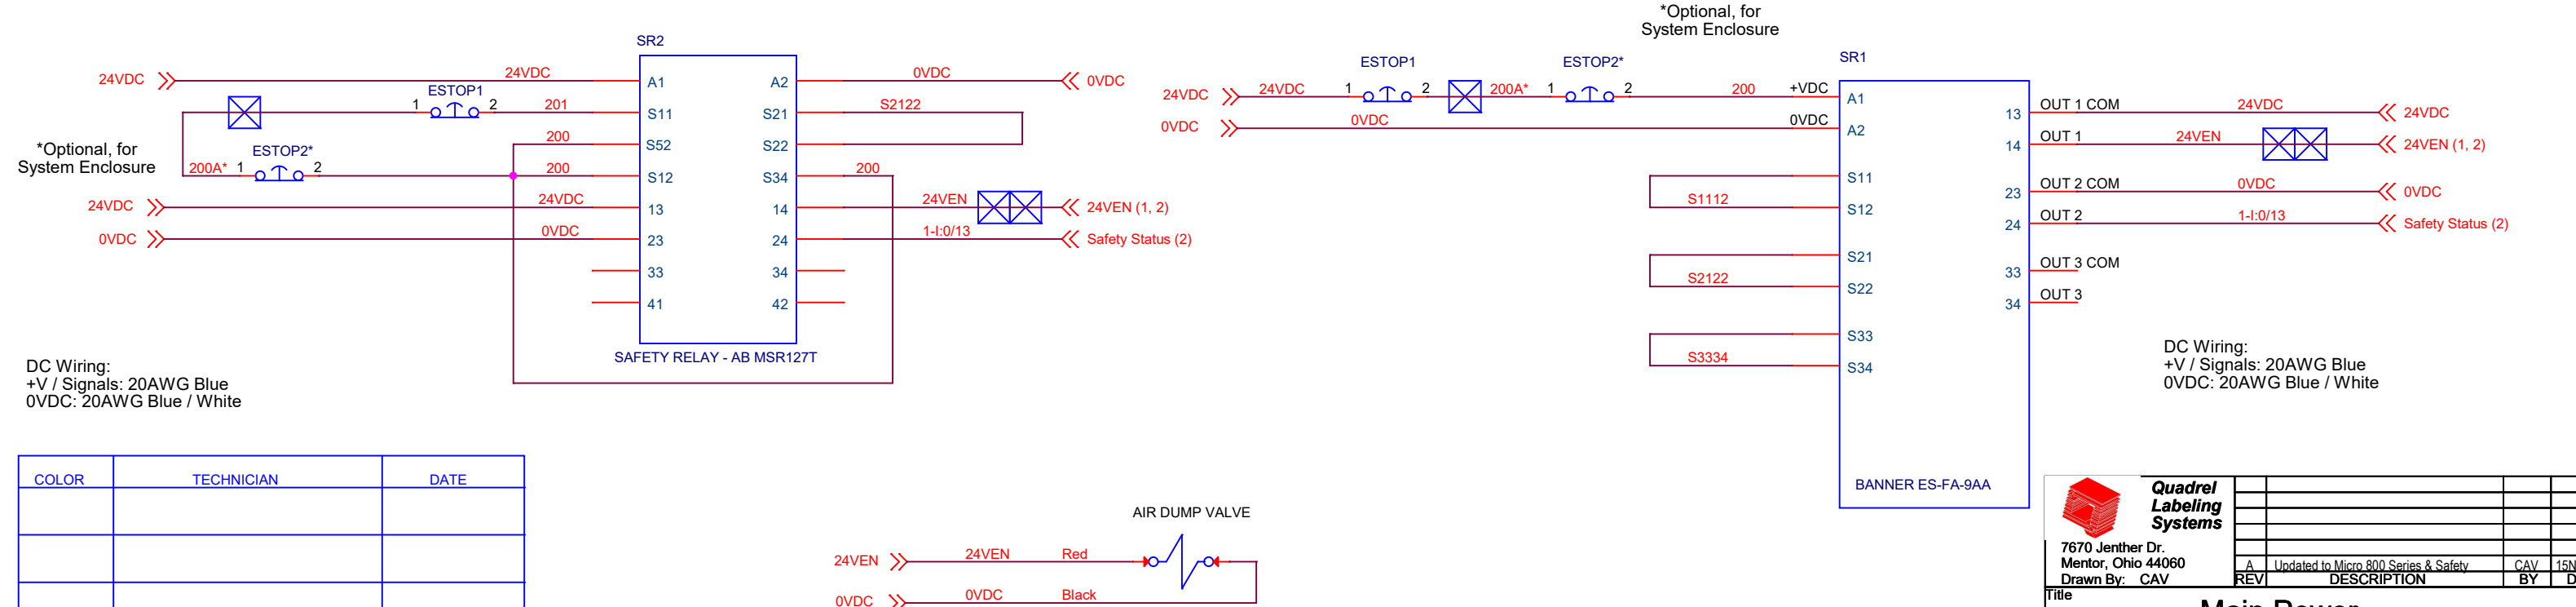 SR2
24VDC
24VDC
A1
A2
0VDC
0VDC
ESTOP1
1
2
201
S11
S21
S2122
200
S52
S22
*Optional, for
System Enclosure
ESTOP2*
200A*
1
2
200
S12
S34
200
24VDC
24VDC
13
14
24VEN
24VEN (1, 2)
0VDC
0VDC
23
24
1-I:0/13
Safety Status (2)
33
34
41
42
SAFETY RELAY - AB MSR127T
DC Wiring:
+V / Signals: 20AWG Blue
0VDC: 20AWG Blue / White
*Optional, for
System Enclosure
ESTOP1
ESTOP2*
SR1
24VDC
24VDC
1
2
200A*
1
2
200
+VDC
A1
0VDC
0VDC
0VDC
A2
S11
S1112
S12
S21
S2122
S22
S33
S3334
S34
13
OUT 1 COM
24VDC
24VDC
14
OUT 1
24VEN
24VEN (1, 2)
23
OUT 2 COM
0VDC
0VDC
24
OUT 2
1-I:0/13
Safety Status (2)
33
OUT 3 COM
34
OUT 3
BANNER ES-FA-9AA
DC Wiring:
+V / Signals: 20AWG Blue
0VDC: 20AWG Blue / White
COLOR TECHNICIAN DATE
AIR DUMP VALVE
24VEN
24VEN
Red
0VDC
0VDC
Black
Quadrel
Labeling
Systems
7670 Jenther Dr.
Mentor, Ohio 44060
Drawn By: CAV
A Updated to Micro 800 Series & Safety CAV 15N
REV DESCRIPTION BY D
Title
Main Power